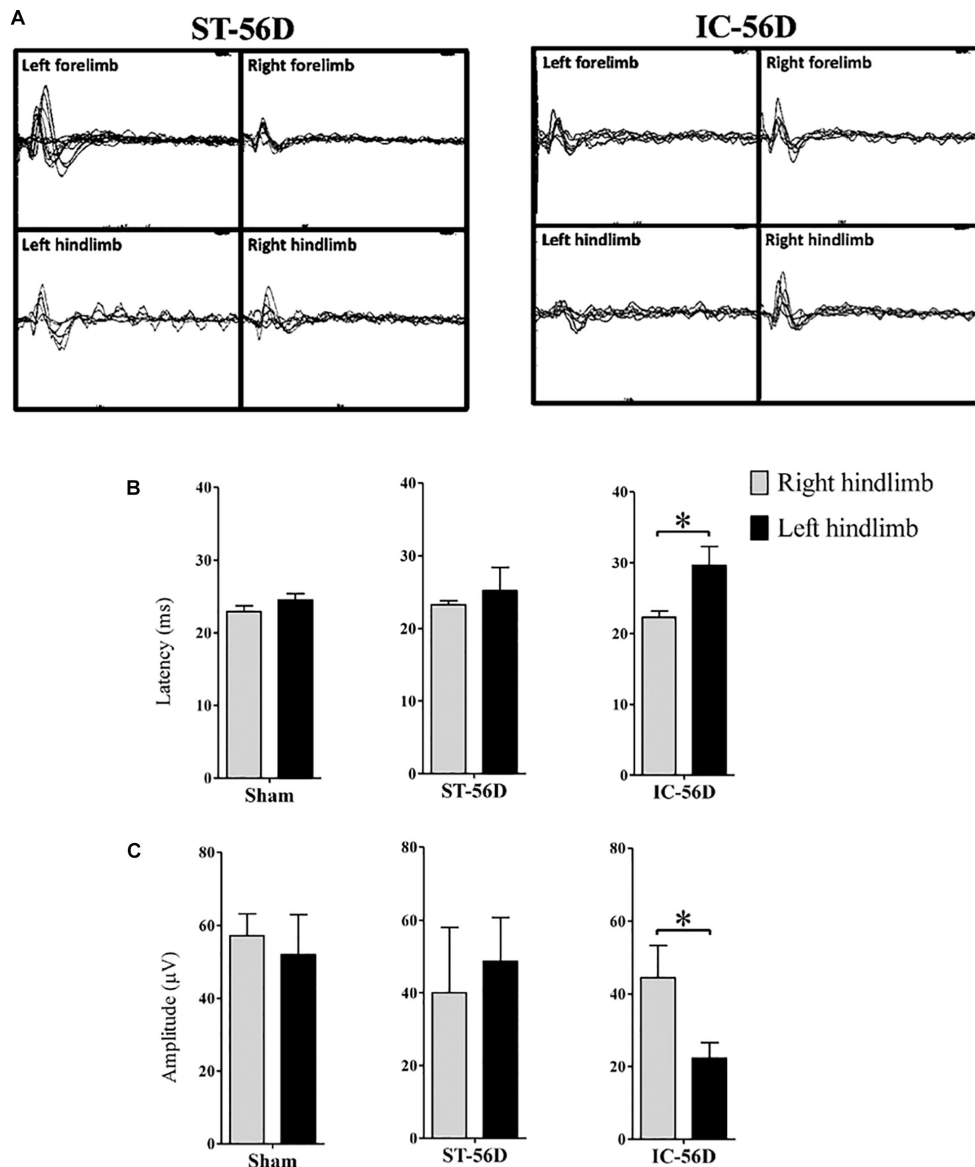 A
ST-56D
IC-56D
Left forelimb
Right forelimb
Left hindlimb
Right hindlimb
Left forelimb
Right forelimb
Left hindlimb
Right hindlimb
B
Right hindlimb
Left hindlimb
Latency (ms)
40
30
20
10
0
Sham
40
30
20
10
0
ST-56D
40
30
20
10
0
*
IC-56D
C
Amplitude (µV)
80
60
40
20
0
Sham
80
60
40
20
0
ST-56D
80
60
40
20
0
*
IC-56D